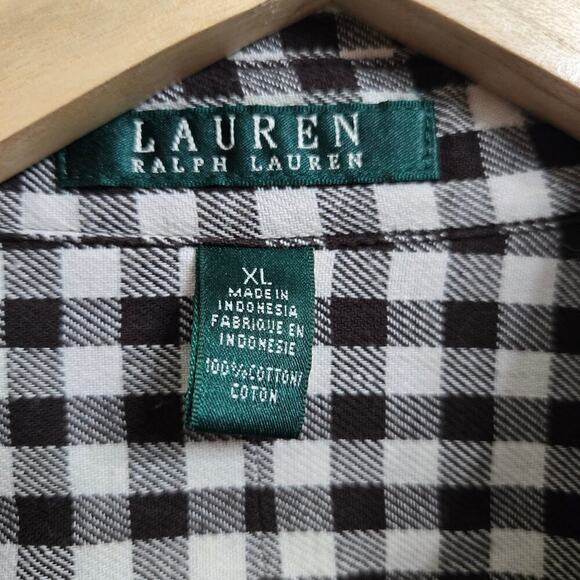 LAUREN
RALPH LAUREN
XL
MADE IN
INDONESIA
FABRIQUE EN
INDONESIE
100% COTTON/
COTON